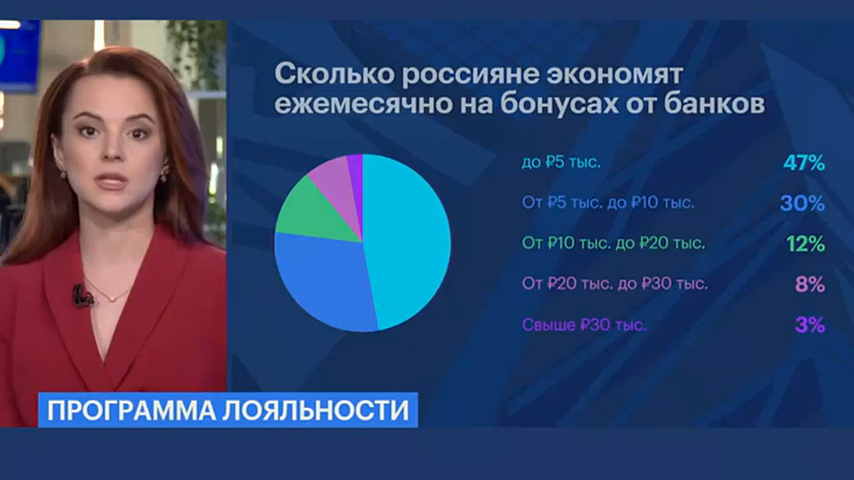 Сколько россияне экономят
ежемесячно на бонусах от банков
до ₽5 тыс. 47%
От ₽5 тыс. до ₽10 тыс. 30%
От ₽10 тыс. до ₽20 тыс. 12%
От ₽20 тыс. до ₽30 тыс. 8%
Свыше ₽30 тыс. 3%
ПРОГРАММА ЛОЯЛЬНОСТИ